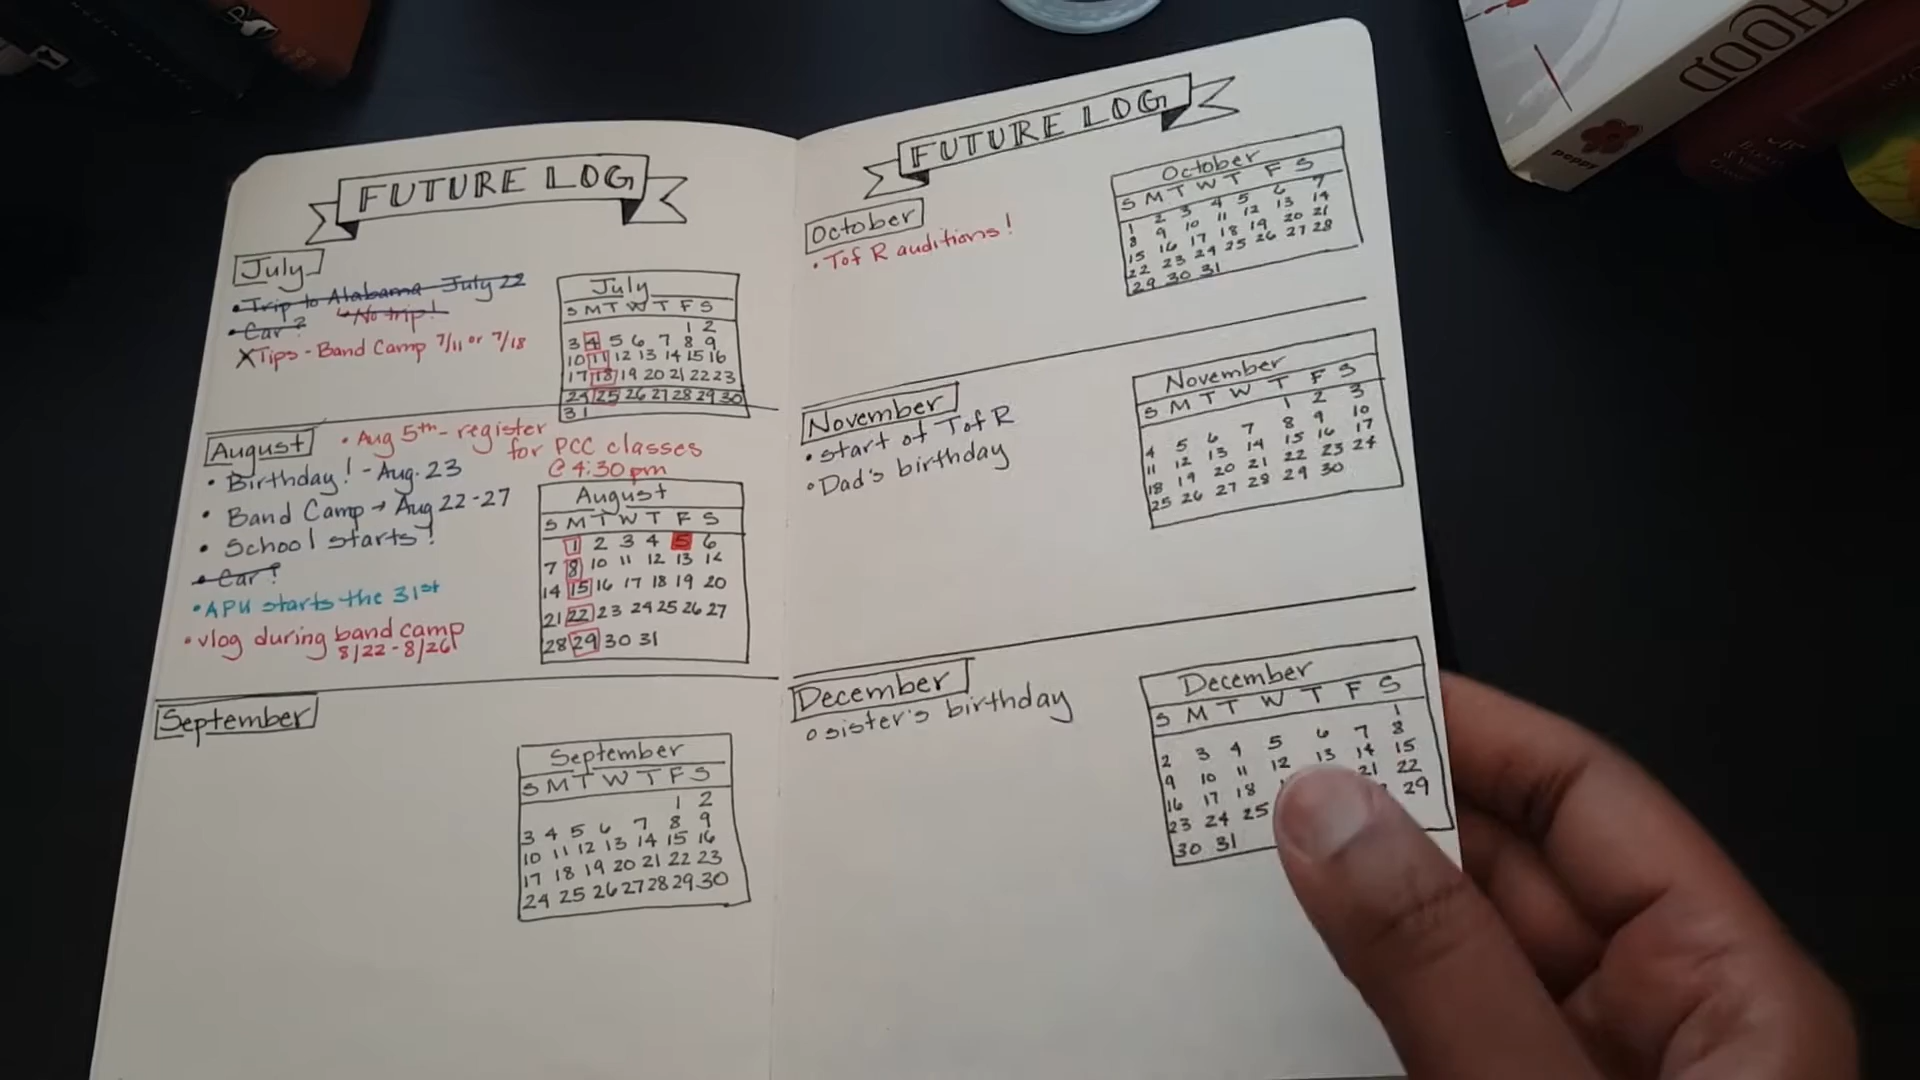 FUTURE LOG
July
• Trip to Alabama July 22
• Car? ↳No trip!
X Tips - Band Camp 7/11 or 7/18
July
S M T W T F S
1 2
3 4 5 6 7 8 9
10 11 12 13 14 15 16
17 18 19 20 21 22 23
24 25 26 27 28 29 30
31
August
• Aug 5th - register
for PCC classes
@ 4:30 pm
• Birthday! - Aug. 23
• Band Camp → Aug 22-27
• School starts!
• Car?
• APU starts the 31st
• vlog during band camp
8/22 - 8/26
August
S M T W T F S
1 2 3 4 5 6
7 8 10 11 12 13 14
14 15 16 17 18 19 20
21 22 23 24 25 26 27
28 29 30 31
September
September
S M T W T F S
1 2
3 4 5 6 7 8 9
10 11 12 13 14 15 16
17 18 19 20 21 22 23
24 25 26 27 28 29 30
FUTURE LOG
October
• T of R auditions!
October
S M T W T F S
1 2 3 4 5 6 7
8 9 10 11 12 13 14
15 16 17 18 19 20 21
22 23 24 25 26 27 28
29 30 31
November
• start of T of R
• Dad's birthday
November
S M T W T F S
1 2 3
4 5 6 7 8 9 10
11 12 13 14 15 16 17
18 19 20 21 22 23 24
25 26 27 28 29 30
December
o sister's birthday
December
S M T W T F S
1
2 3 4 5 6 7 8
9 10 11 12 13 14 15
16 17 18 21 22
23 24 25 29
30 31
poppy